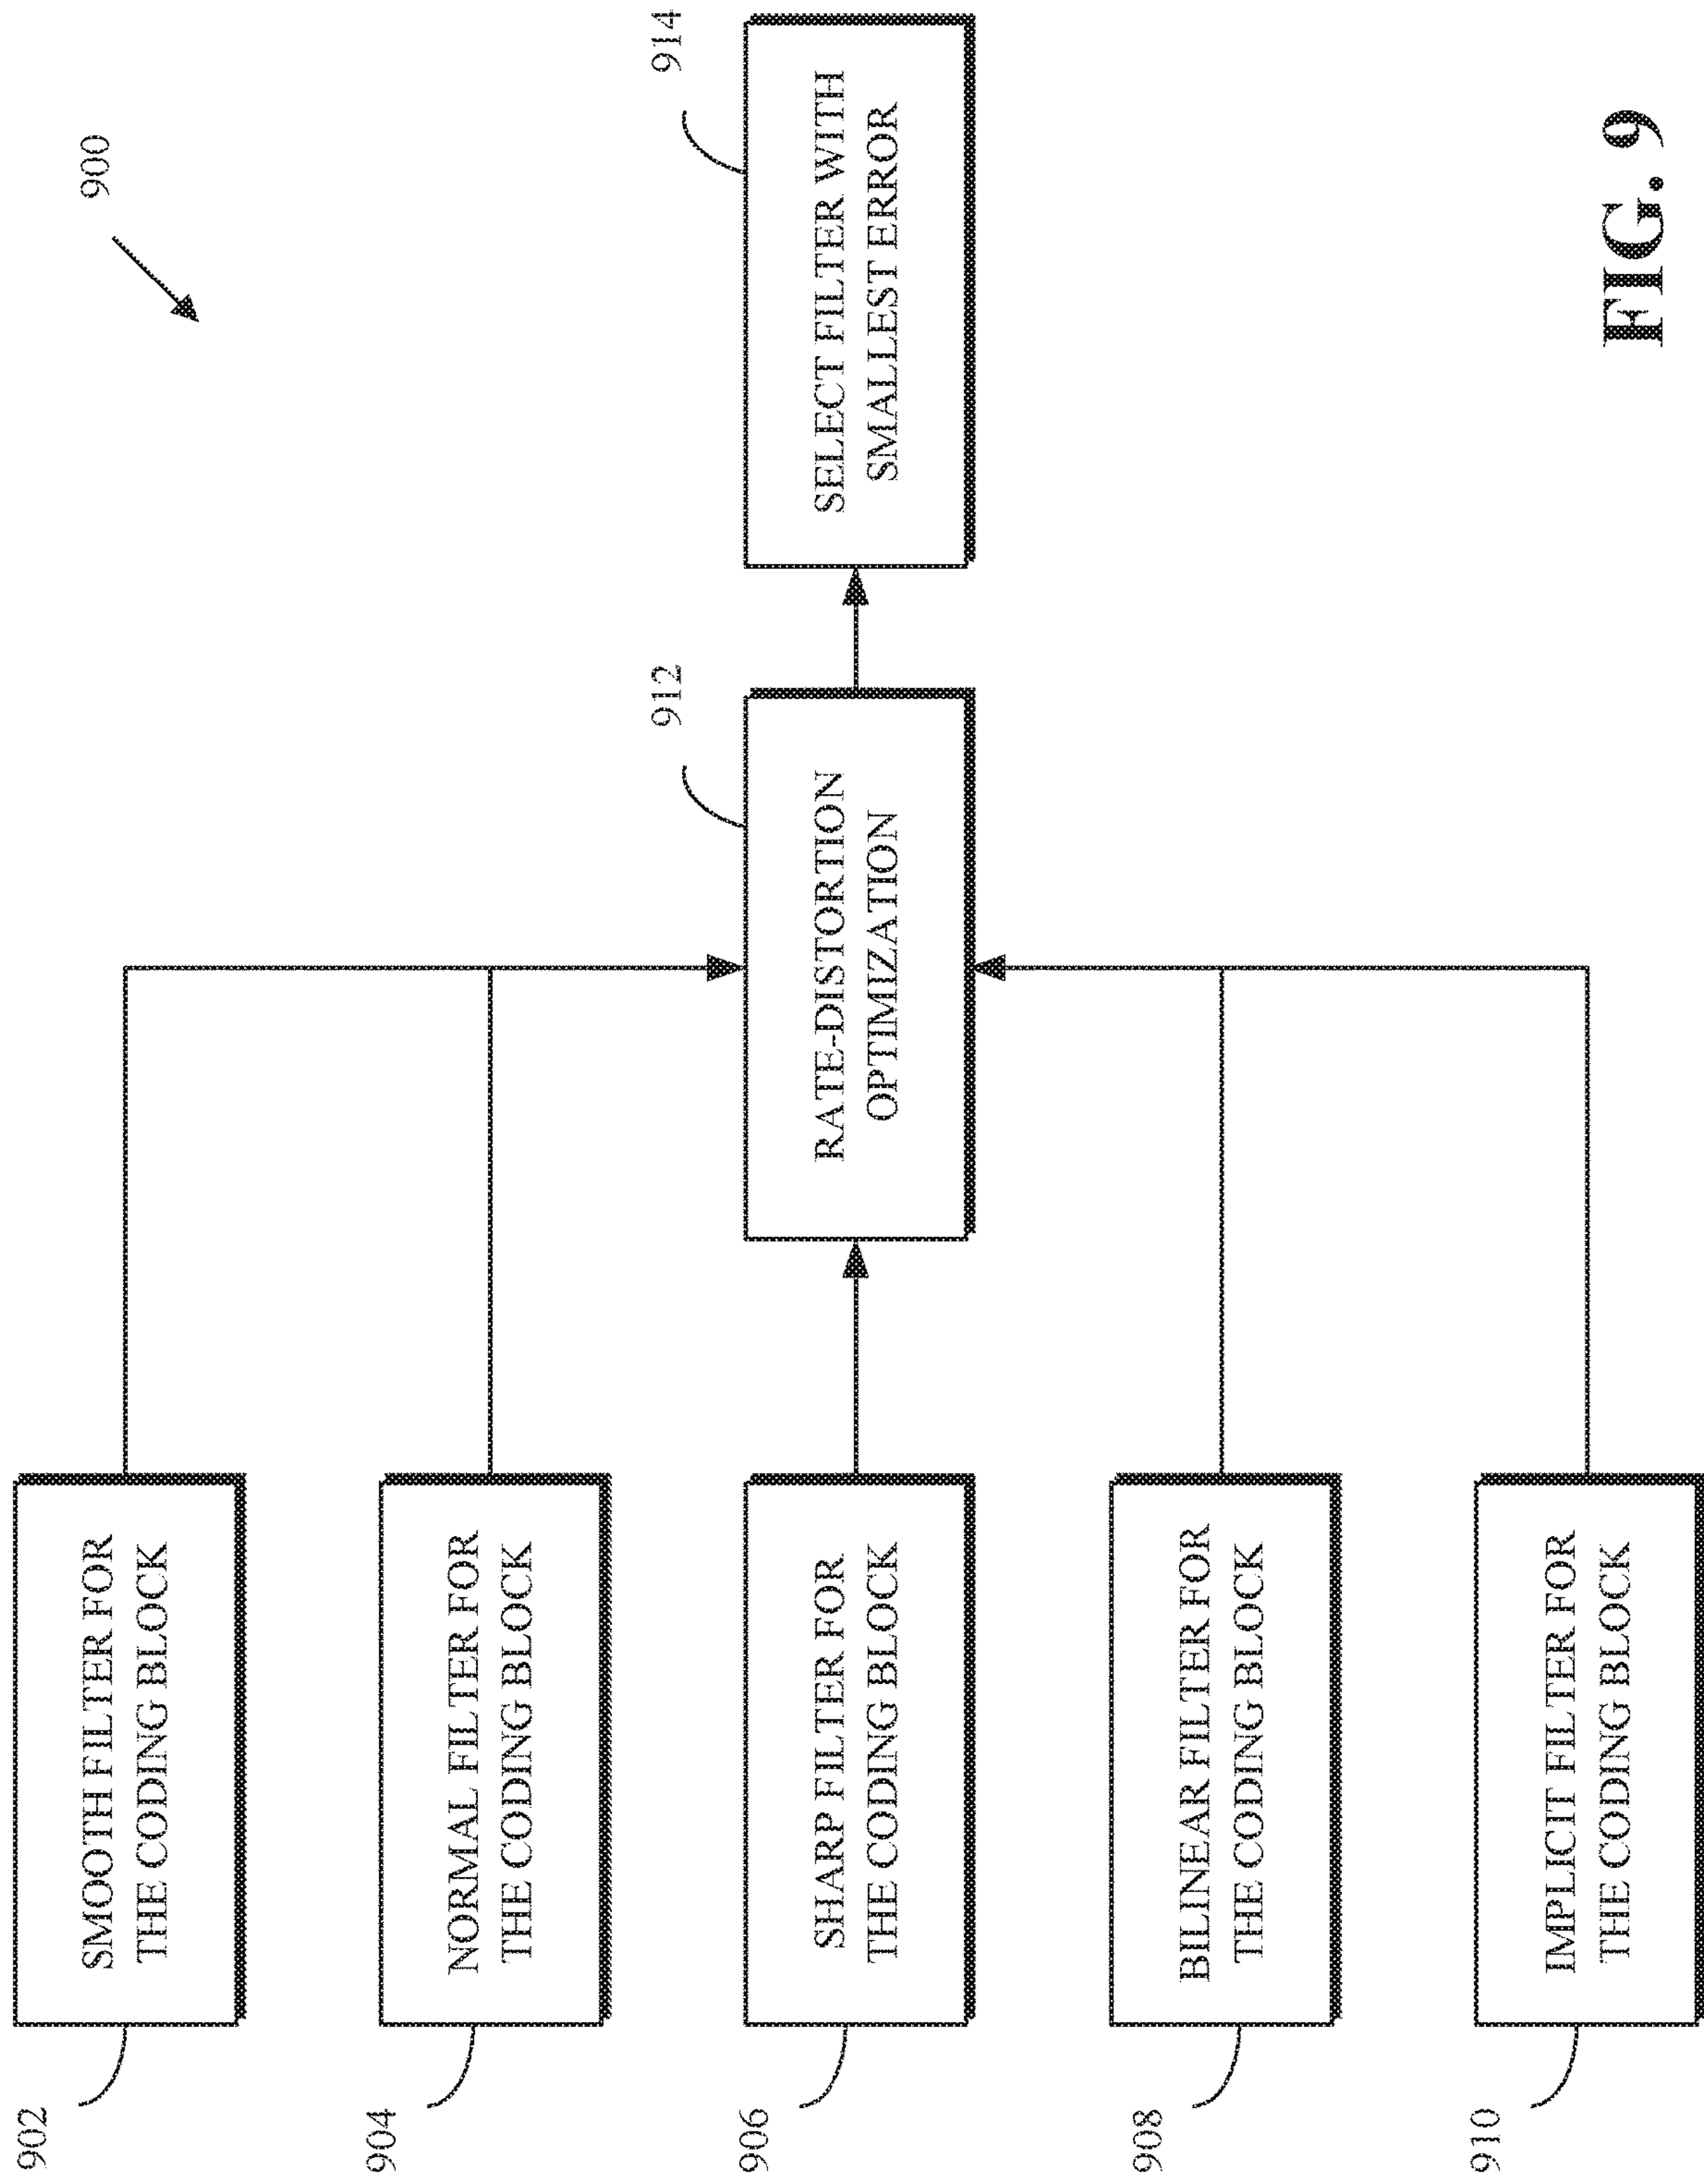 900
902
SMOOTH FILTER FOR
THE CODING BLOCK
904
NORMAL FILTER FOR
THE CODING BLOCK
906
SHARP FILTER FOR
THE CODING BLOCK
912
RATE-DISTORTION
OPTIMIZATION
914
SELECT FILTER WITH
SMALLEST ERROR
908
BILINEAR FILTER FOR
THE CODING BLOCK
910
IMPLICIT FILTER FOR
THE CODING BLOCK
FIG. 9